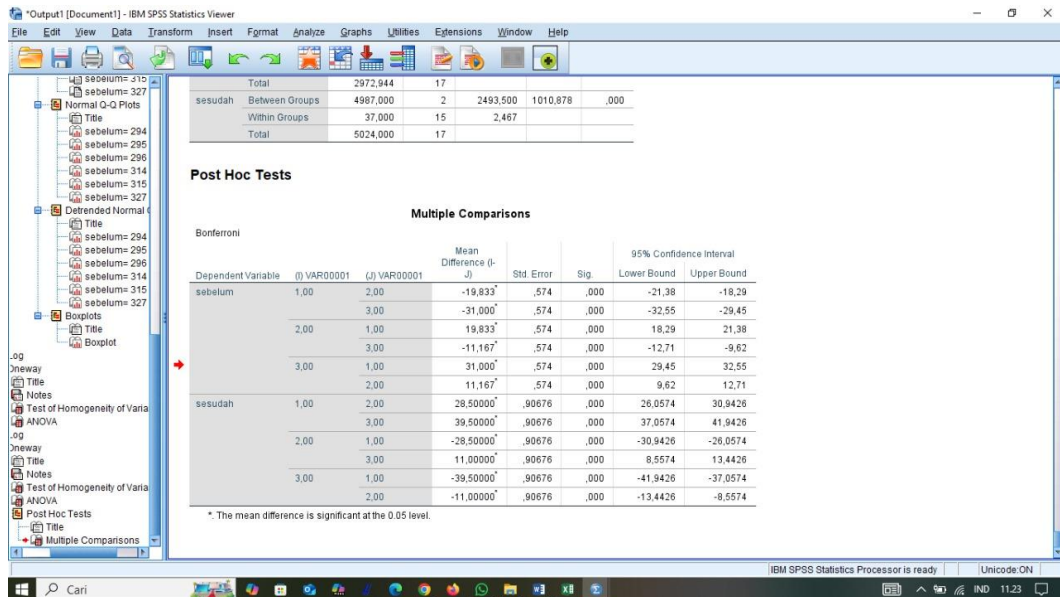 *Output1 [Document1] - IBM SPSS Statistics Viewer
File Edit View Data Transform Insert Format Analyze Graphs Utilities Extensions Window Help
sebelum= 315
sebelum= 327
Normal Q-Q Plots
Title
sebelum= 294
sebelum= 295
sebelum= 296
sebelum= 314
sebelum= 315
sebelum= 327
Detrended Normal
Title
sebelum= 294
sebelum= 295
sebelum= 296
sebelum= 314
sebelum= 315
sebelum= 327
Boxplots
Title
Boxplot
.og
Oneway
Title
Notes
Test of Homogeneity of Varia
ANOVA
.og
Oneway
Title
Notes
Test of Homogeneity of Varia
ANOVA
Post Hoc Tests
Title
Multiple Comparisons
Total 2972,944 17
sesudah Between Groups 4987,000 2 2493,500 1010,878 ,000
Within Groups 37,000 15 2,467
Total 5024,000 17
Post Hoc Tests
Multiple Comparisons
Bonferroni
Dependent Variable (I) VAR00001 (J) VAR00001 Mean Difference (I-J) Std. Error Sig. 95% Confidence Interval Lower Bound Upper Bound
sebelum 1,00 2,00 -19,833* ,574 ,000 -21,38 -18,29
3,00 -31,000* ,574 ,000 -32,55 -29,45
2,00 1,00 19,833* ,574 ,000 18,29 21,38
3,00 -11,167* ,574 ,000 -12,71 -9,62
3,00 1,00 31,000* ,574 ,000 29,45 32,55
2,00 11,167* ,574 ,000 9,62 12,71
sesudah 1,00 2,00 28,50000* ,90676 ,000 26,0574 30,9426
3,00 39,50000* ,90676 ,000 37,0574 41,9426
2,00 1,00 -28,50000* ,90676 ,000 -30,9426 -26,0574
3,00 11,00000* ,90676 ,000 8,5574 13,4426
3,00 1,00 -39,50000* ,90676 ,000 -41,9426 -37,0574
2,00 -11,00000* ,90676 ,000 -13,4426 -8,5574
*. The mean difference is significant at the 0.05 level.
IBM SPSS Statistics Processor is ready Unicode:ON
Cari
IND 11.23